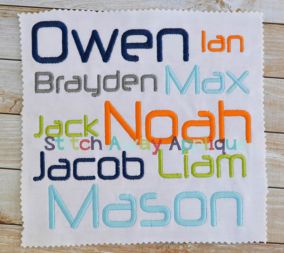 Owen Ian
Brayden Max
Jack Noah
Stitch Away Applique
Jacob Liam
Mason